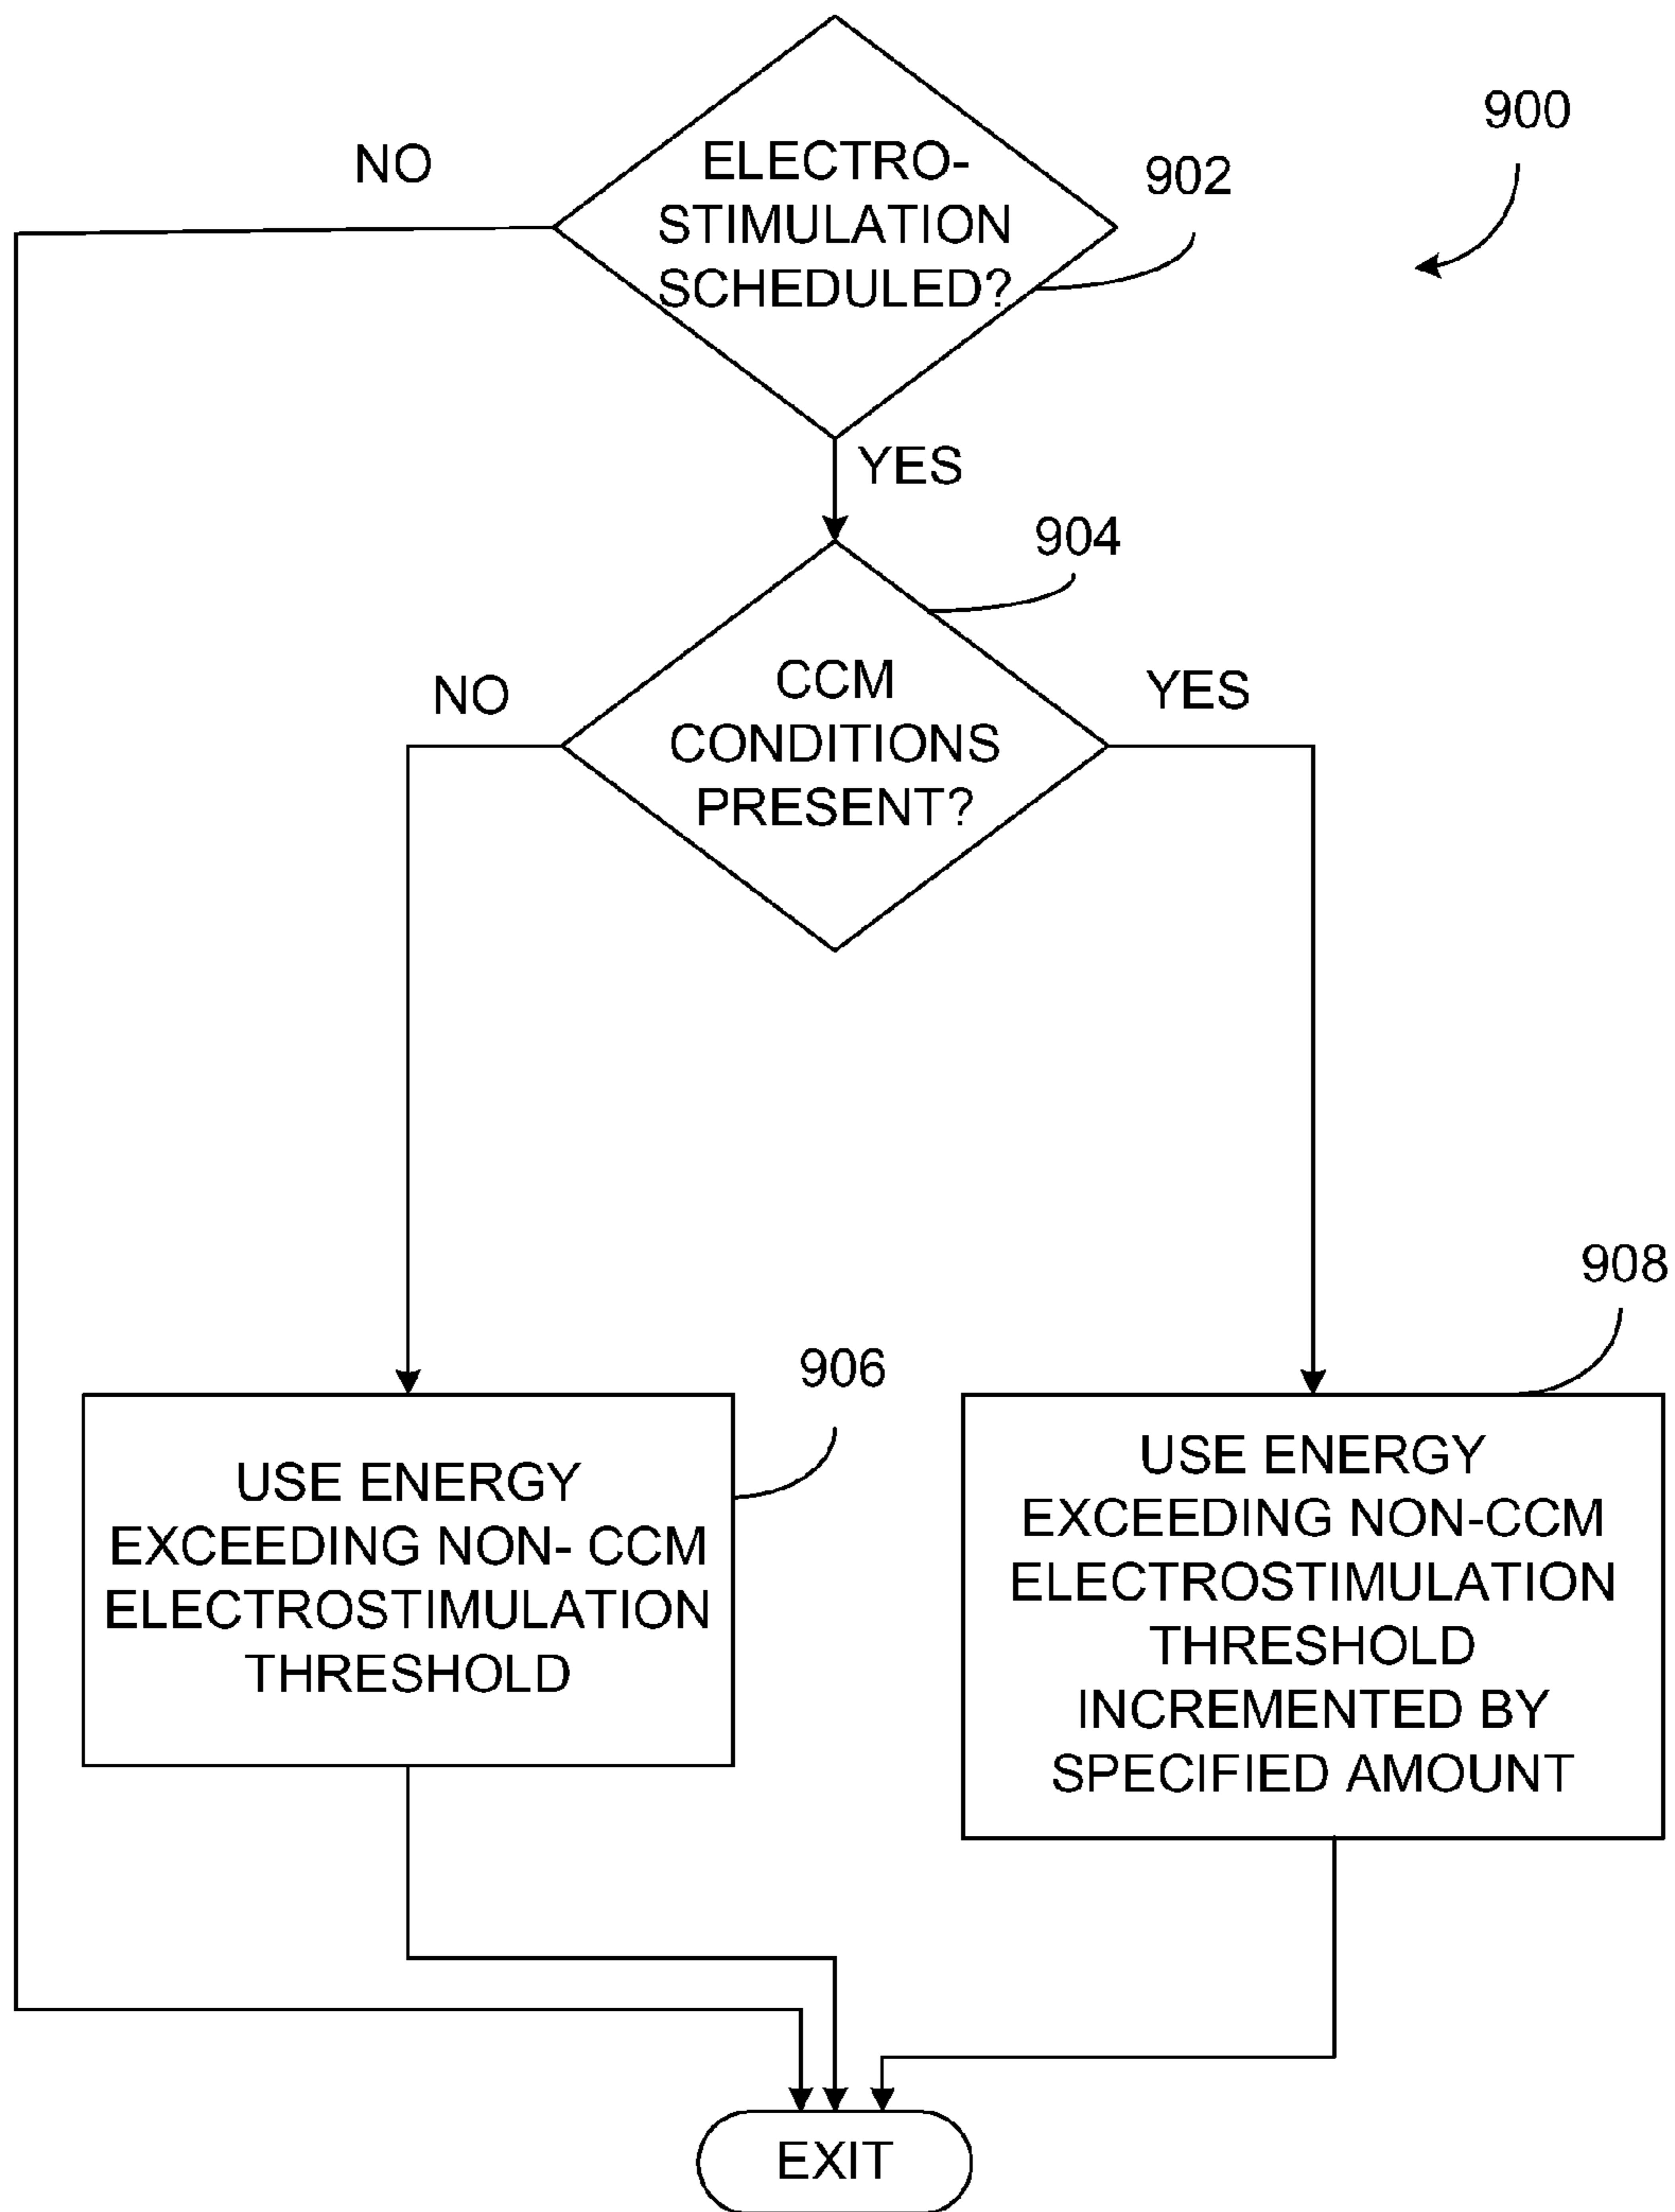 900
NO
ELECTRO-
STIMULATION
SCHEDULED?
902
YES
904
NO
CCM
CONDITIONS
PRESENT?
YES
906
USE ENERGY
EXCEEDING NON- CCM
ELECTROSTIMULATION
THRESHOLD
908
USE ENERGY
EXCEEDING NON-CCM
ELECTROSTIMULATION
THRESHOLD
INCREMENTED BY
SPECIFIED AMOUNT
EXIT